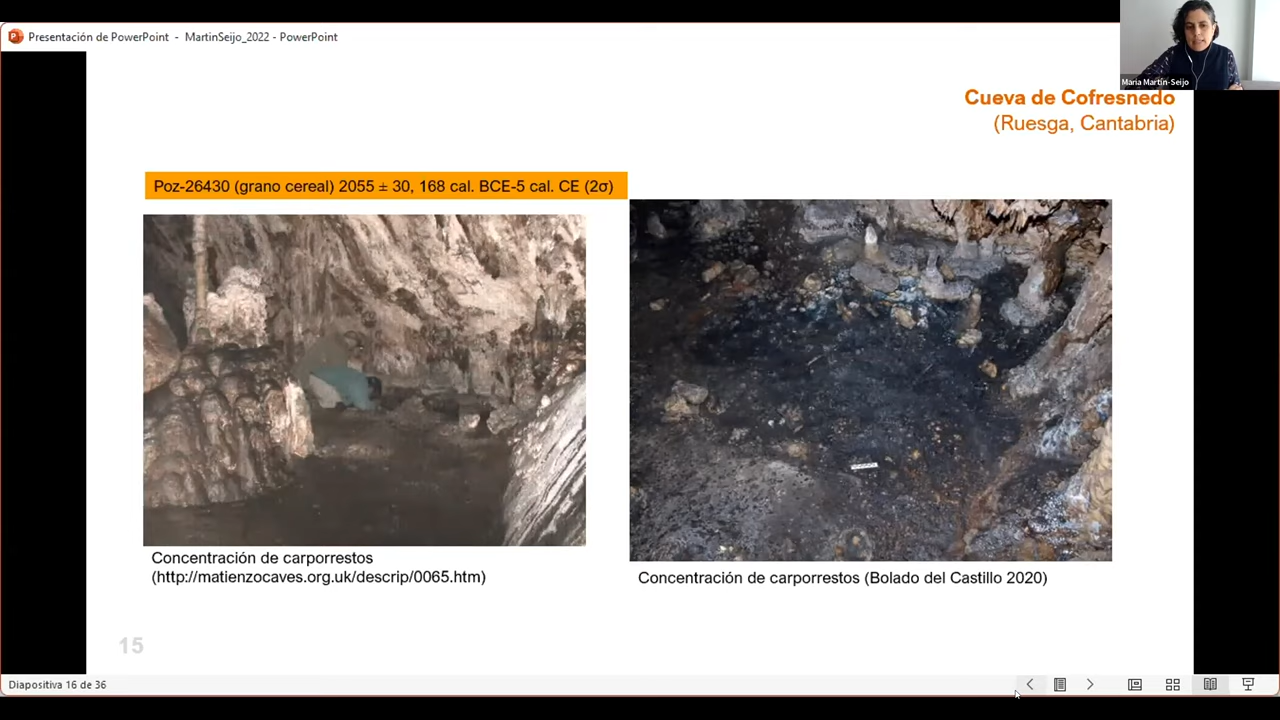 Presentación de PowerPoint - MartinSeijo_2022 - PowerPoint
María Martín-Seijo
Cueva de Cofresnedo
(Ruesga, Cantabria)
Poz-26430 (grano cereal) 2055 ± 30, 168 cal. BCE-5 cal. CE (2σ)
Concentración de carporrestos
(http://matienzocaves.org.uk/descrip/0065.htm)
Concentración de carporrestos (Bolado del Castillo 2020)
15
Diapositiva 16 de 36